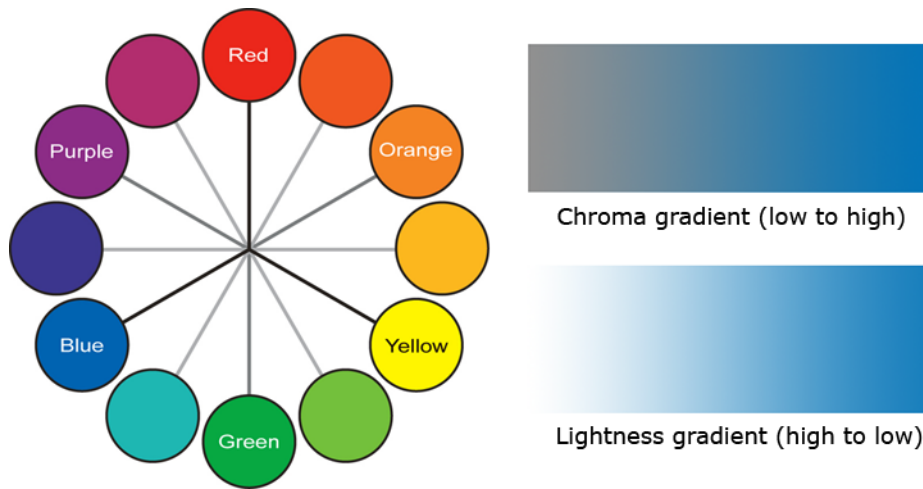 Red
Purple
Orange
Blue
Yellow
Green
Chroma gradient (low to high)
Lightness gradient (high to low)